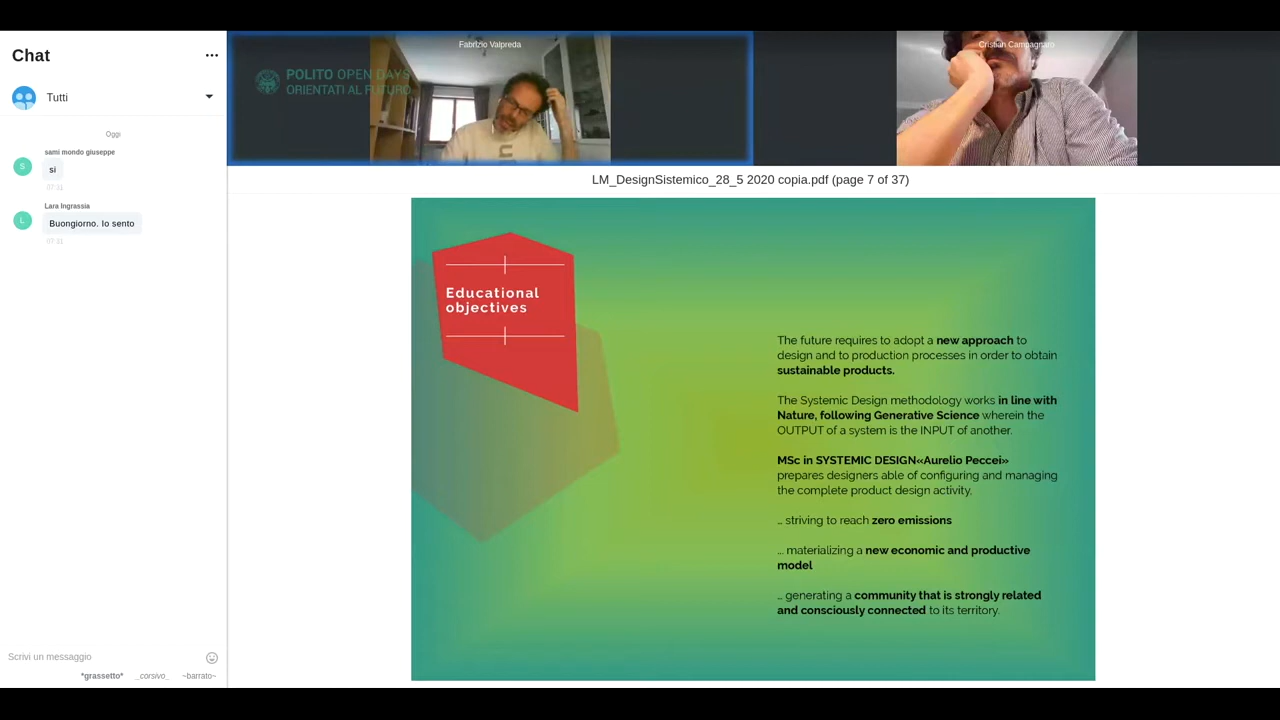 Chat
Tutti
Oggi
sami mondo giuseppe
S
si
07:11
Lara Ingrassia
L
Buongiorno. Io sento
07:11
Scrivi un messaggio
*grassetto* _corsivo_ ~barrato~
POLITO OPEN DAYS
ORIENTATI AL FUTURO
Fabrizio Valpreda
Cristian Campagnaro
LM_DesignSistemico_28_5 2020 copia.pdf (page 7 of 37)
Educational
objectives
The future requires to adopt a new approach to
design and to production processes in order to obtain
sustainable products.
The Systemic Design methodology works in line with
Nature, following Generative Science wherein the
OUTPUT of a system is the INPUT of another.
MSc in SYSTEMIC DESIGN«Aurelio Peccei»
prepares designers able of configuring and managing
the complete product design activity,
... striving to reach zero emissions
... materializing a new economic and productive
model
... generating a community that is strongly related
and consciously connected to its territory.